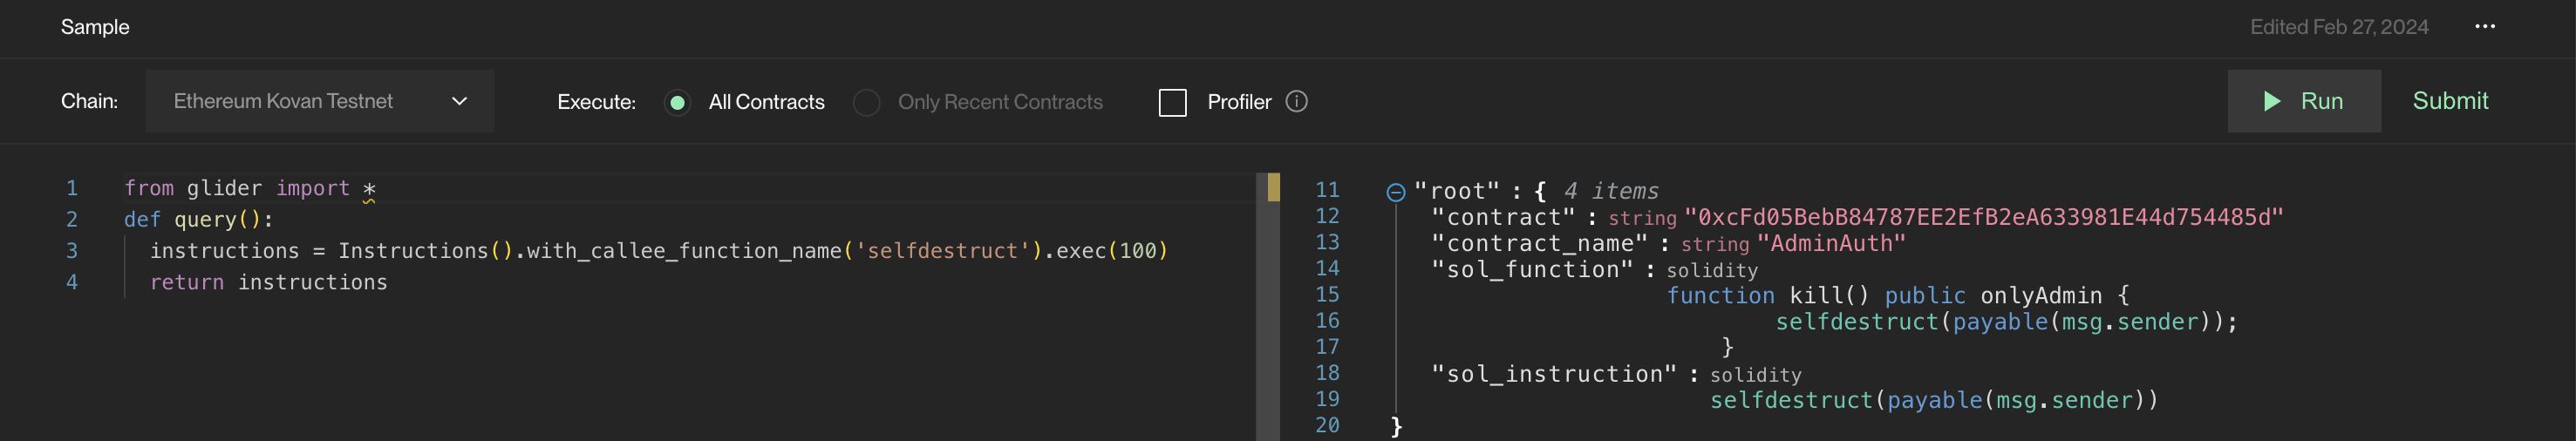 Sample
Edited Feb 27, 2024
Chain:
Ethereum Kovan Testnet
Execute:
All Contracts
Only Recent Contracts
Profiler
Run
Submit
1 from glider import *
2 def query():
3   instructions = Instructions().with_callee_function_name('selfdestruct').exec(100)
4   return instructions
11 "root" : { 4 items
12 "contract" : string "0xcFd05BebB84787EE2EfB2eA633981E44d754485d"
13 "contract_name" : string "AdminAuth"
14 "sol_function" : solidity
15 function kill() public onlyAdmin {
16 selfdestruct(payable(msg.sender));
17 }
18 "sol_instruction" : solidity
19 selfdestruct(payable(msg.sender))
20 }